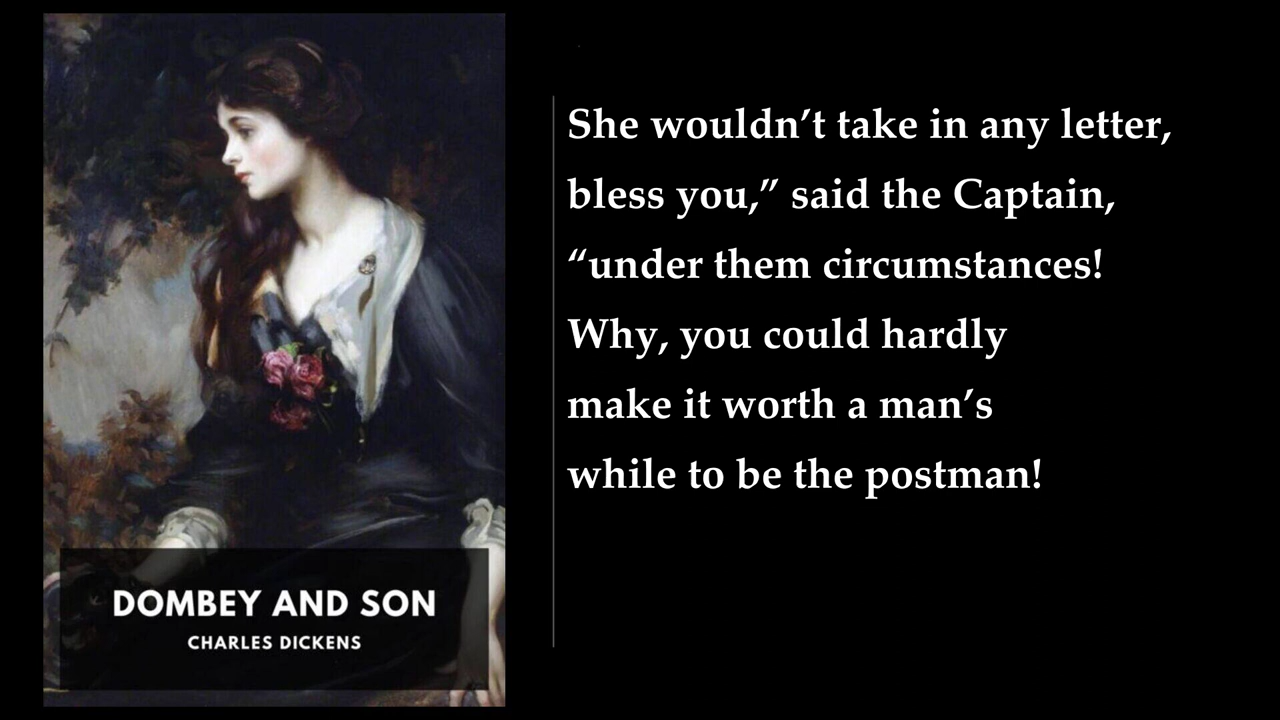 She wouldn’t take in any letter,
bless you,” said the Captain,
“under them circumstances!
Why, you could hardly
make it worth a man’s
while to be the postman!
DOMBEY AND SON
CHARLES DICKENS